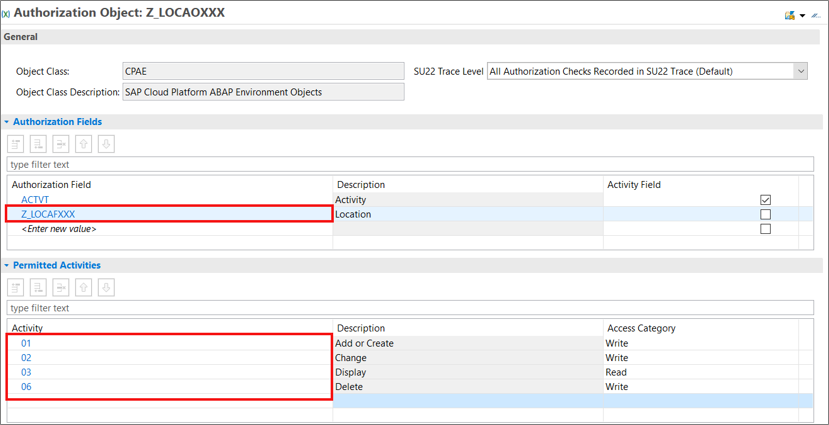 Authorization Object: Z_LOCAOXXX
General
Object Class: CPAE SU22 Trace Level All Authorization Checks Recorded in SU22 Trace (Default)
Object Class Description: SAP Cloud Platform ABAP Environment Objects
Authorization Fields
type filter text
Authorization Field Description Activity Field
ACTVT Activity
Z_LOCAFXXX Location
<Enter new value>
Permitted Activities
type filter text
Activity Description Access Category
01 Add or Create Write
02 Change Write
03 Display Read
06 Delete Write